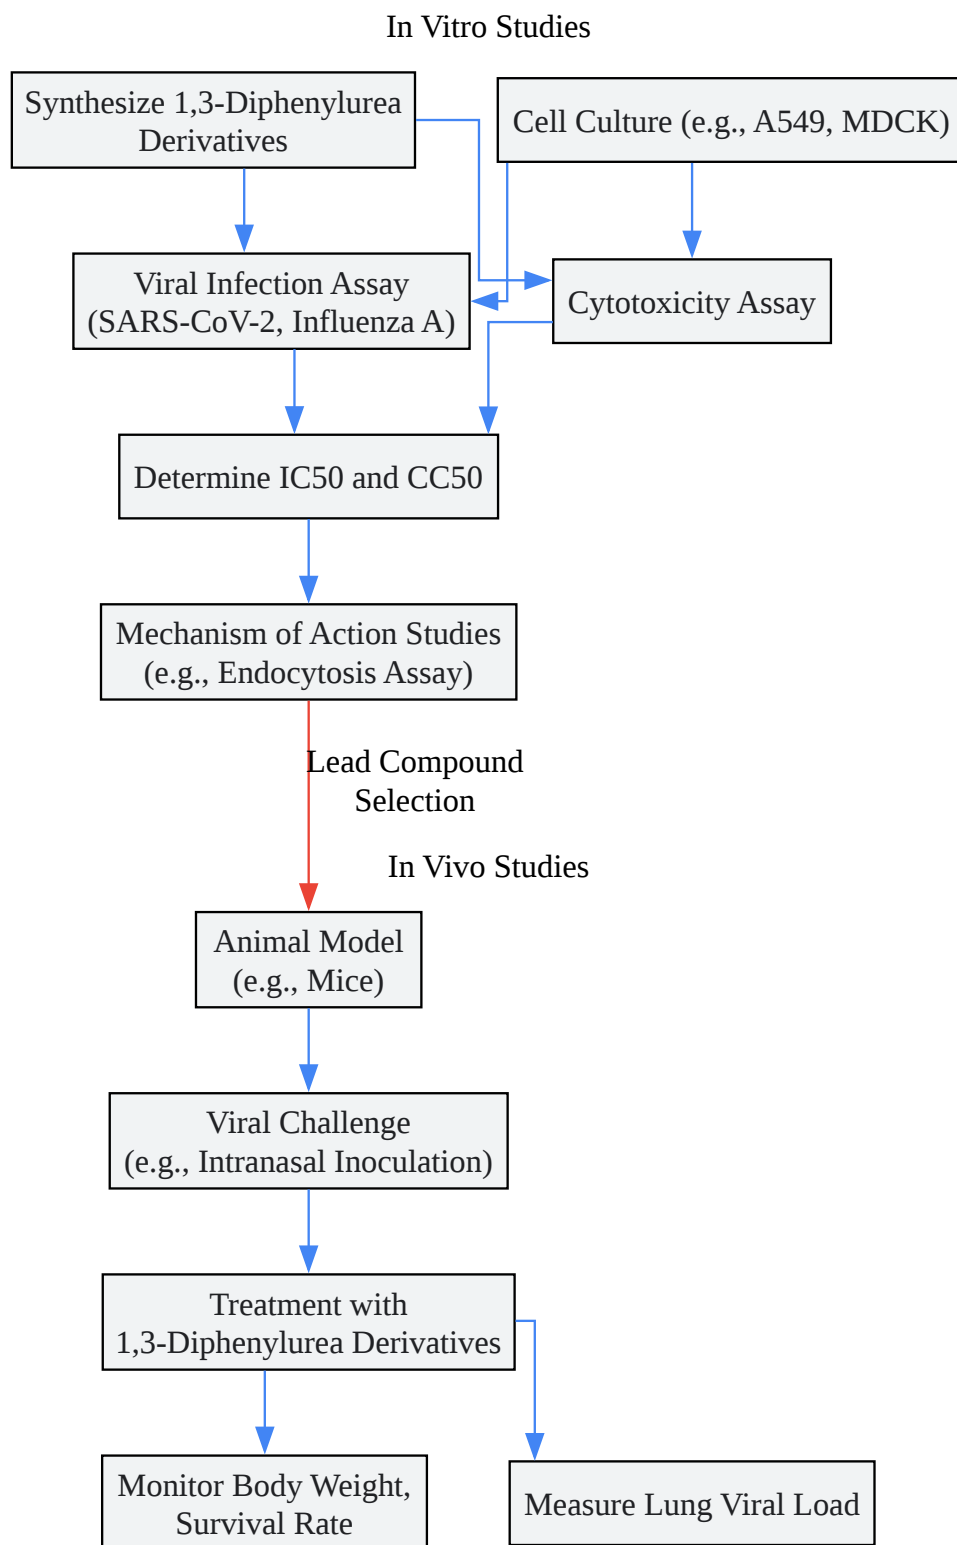 In Vitro Studies
Synthesize 1,3-Diphenylurea
Derivatives
Cell Culture (e.g., A549, MDCK)
Viral Infection Assay
(SARS-CoV-2, Influenza A)
Cytotoxicity Assay
Determine IC50 and CC50
Mechanism of Action Studies
(e.g., Endocytosis Assay)
Lead Compound
Selection
In Vivo Studies
Animal Model
(e.g., Mice)
Viral Challenge
(e.g., Intranasal Inoculation)
Treatment with
1,3-Diphenylurea Derivatives
Monitor Body Weight,
Survival Rate
Measure Lung Viral Load